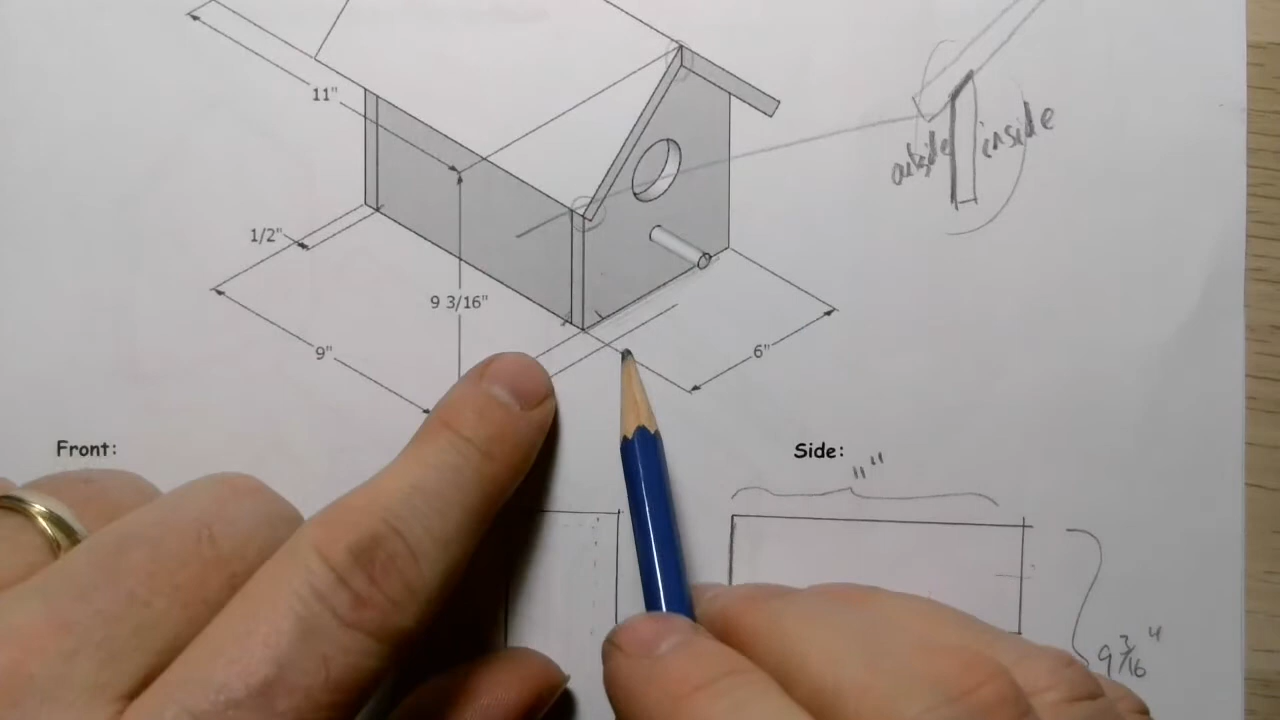 11"
outside inside
1/2"
9 3/16"
9"
6"
Front:
Side:
11"
9 3/16"